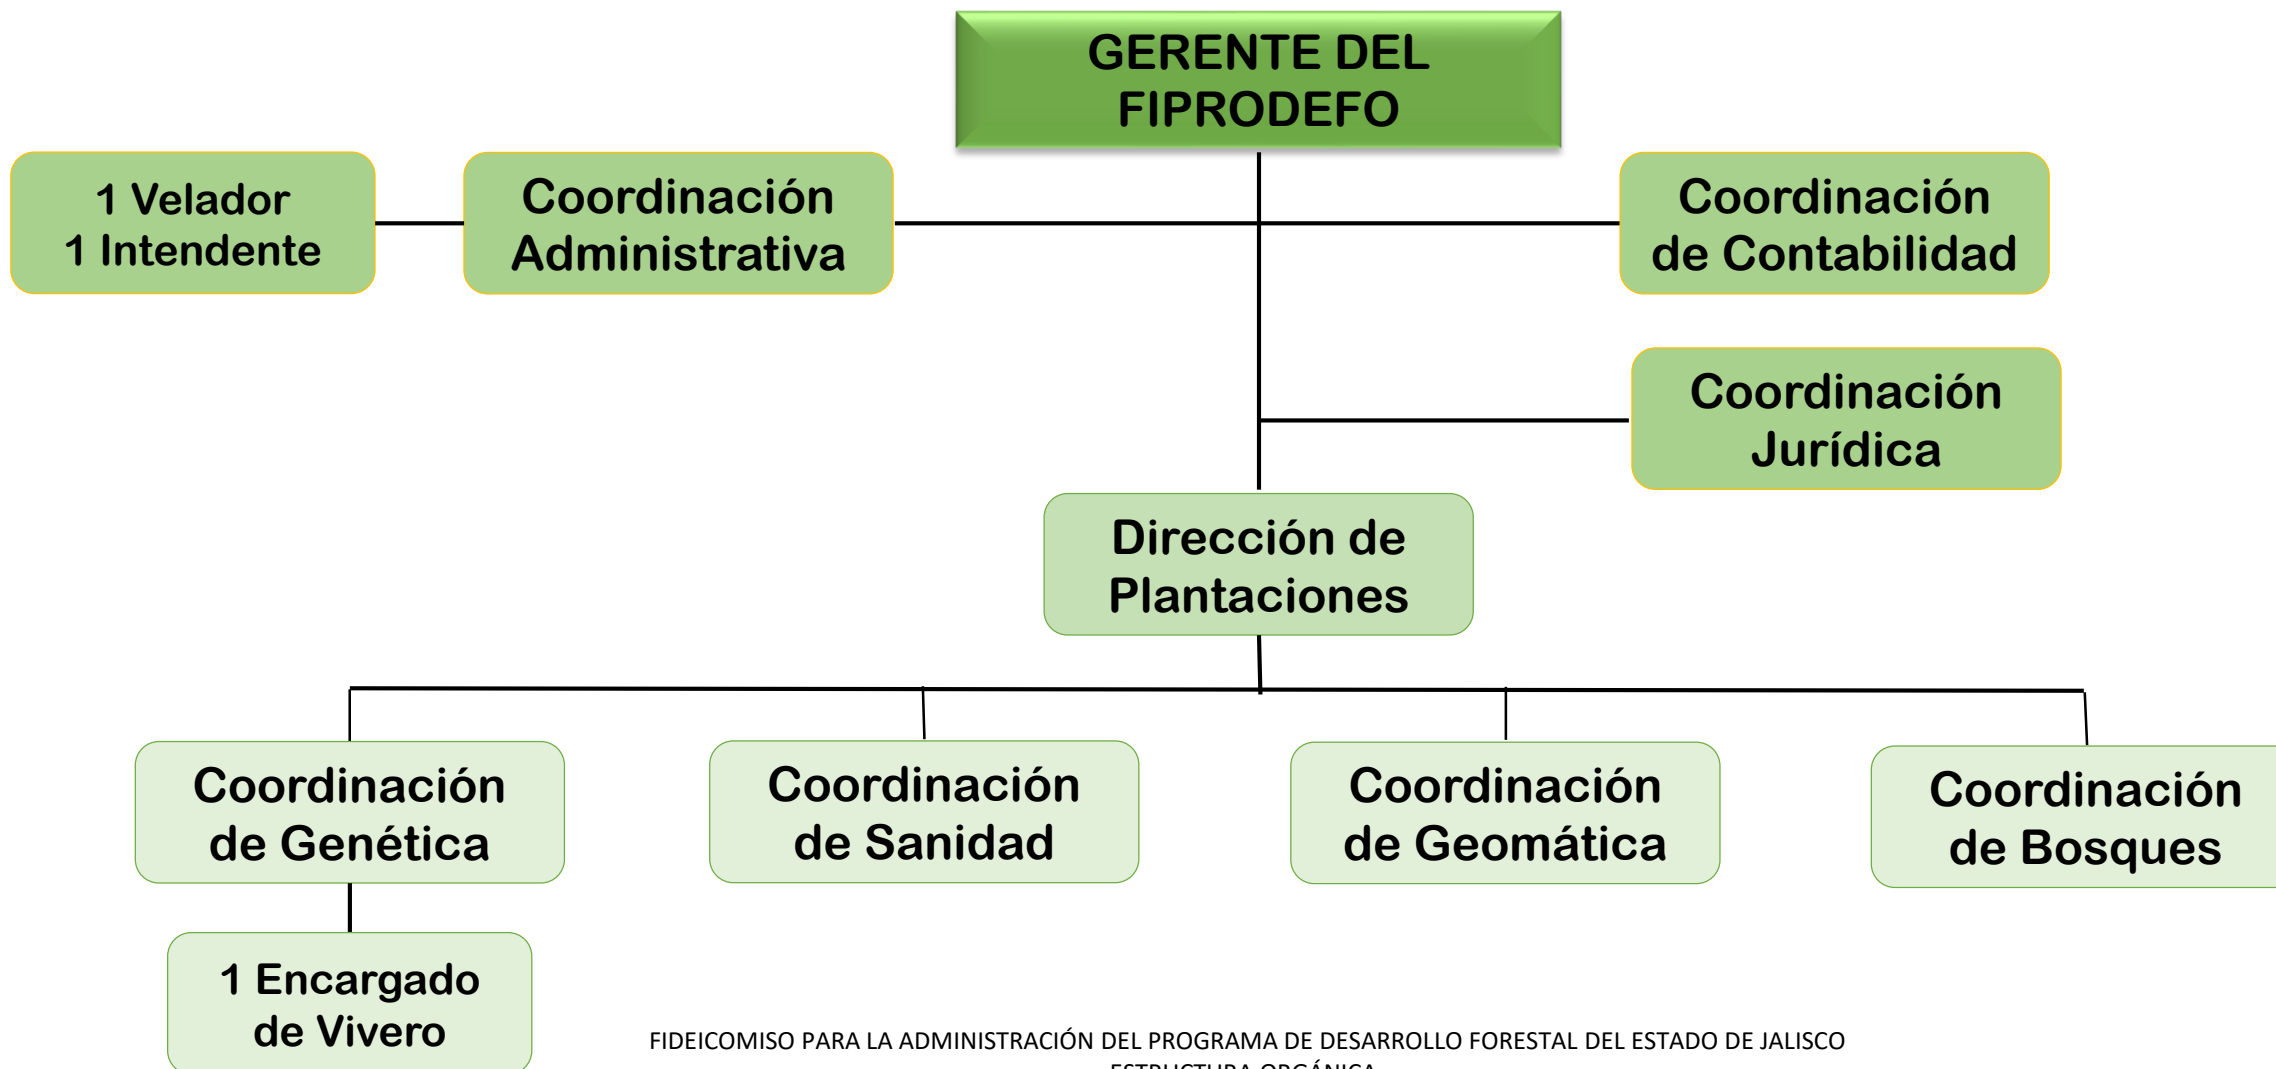 GERENTE DEL
FIPRODEFO
1 Velador
1 Intendente
Coordinación
Administrativa
Coordinación
de Contabilidad
Coordinación
Jurídica
Dirección de
Plantaciones
Coordinación
de Genética
Coordinación
de Sanidad
Coordinación
de Geomática
Coordinación
de Bosques
1 Encargado
de Vivero
FIDEICOMISO PARA LA ADMINISTRACIÓN DEL PROGRAMA DE DESARROLLO FORESTAL DEL ESTADO DE JALISCO
ESTRUCTURA ORGÁNICA